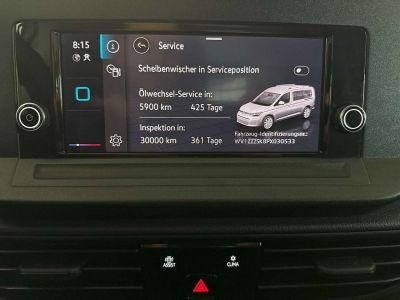 8:15
Service
Scheibenwischer in Serviceposition
Ölwechsel-Service in:
5900 km 425 Tage
Inspektion in:
30000 km 361 Tage
Fahrzeug-Identifizierungsnr.:
WV1ZZZSK8PX030533
ASSIST
CLIMA